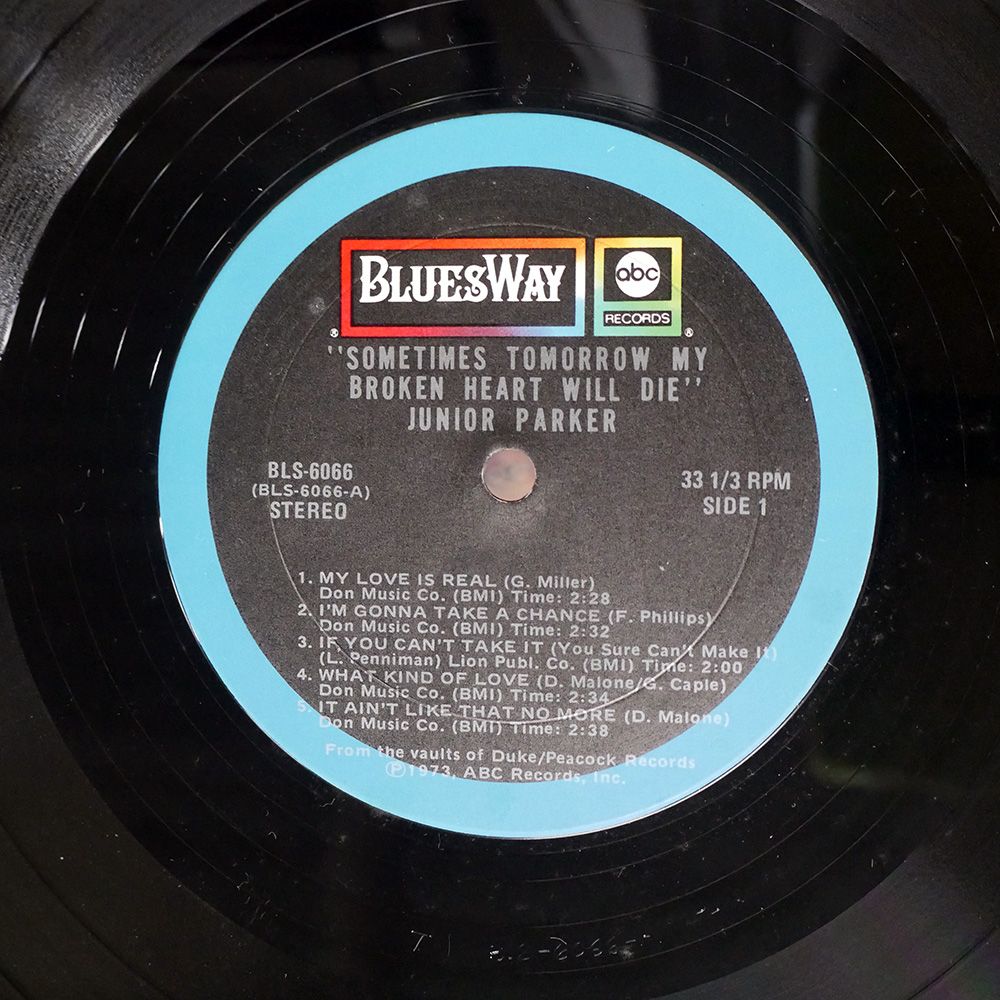 BLUESWAY
abc
RECORDS
® ®
''SOMETIMES TOMORROW MY
BROKEN HEART WILL DIE''
JUNIOR PARKER
BLS-6066
(BLS-6066-A)
STEREO
33 1/3 RPM
SIDE 1
1. MY LOVE IS REAL (G. Miller)
Don Music Co. (BMI) Time: 2:28
2. I'M GONNA TAKE A CHANCE (F. Phillips)
Don Music Co. (BMI) Time: 2:32
3. IF YOU CAN'T TAKE IT (You Sure Can't Make It)
(L. Penniman) Lion Publ. Co. (BMI) Time: 2:00
4. WHAT KIND OF LOVE (D. Malone/G. Caple)
Don Music Co. (BMI) Time: 2:34
5. IT AIN'T LIKE THAT NO MORE (D. Malone)
Don Music Co. (BMI) Time: 2:38
From the vaults of Duke/Peacock Records
℗1973, ABC Records, Inc.